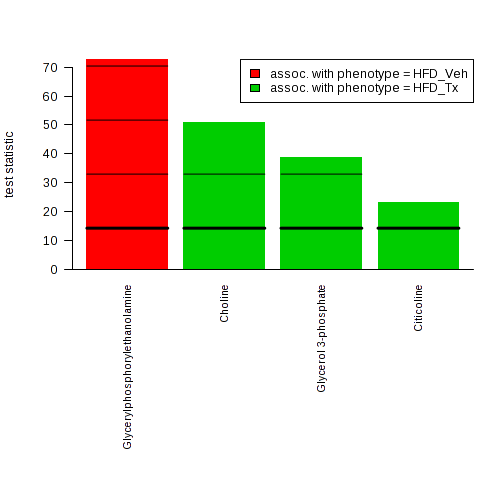 assoc. with phenotype = HFD_Veh
assoc. with phenotype = HFD_Tx
test statistic
70
60
50
40
30
20
10
0
Glycerylphosphorylethanolamine
Choline
Glycerol 3-phosphate
Citicoline